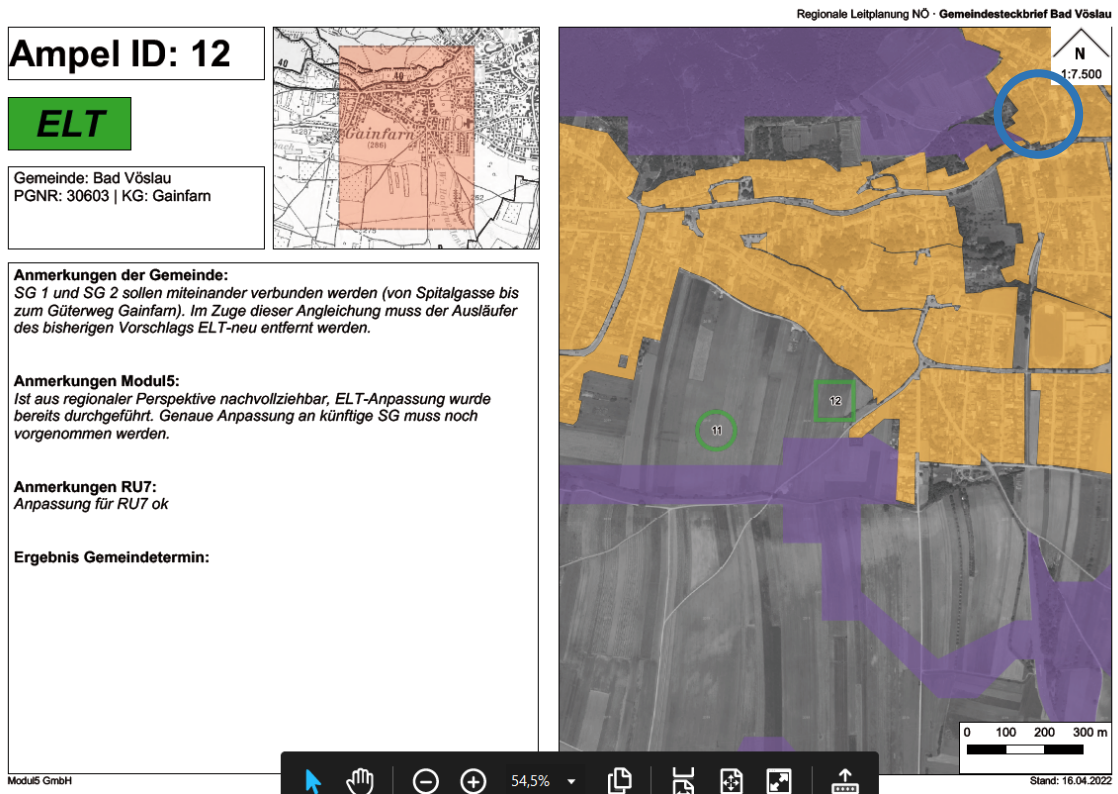 Regionale Leitplanung NÖ · Gemeindesteckbrief Bad Vöslau
Ampel ID: 12
ELT
Gemeinde: Bad Vöslau
PGNR: 30603 | KG: Gainfarn
40
40
Gainfarn
(286)
275
N
1:7.500
Anmerkungen der Gemeinde:
SG 1 und SG 2 sollen miteinander verbunden werden (von Spitalgasse bis
zum Güterweg Gainfarn). Im Zuge dieser Angleichung muss der Ausläufer
des bisherigen Vorschlags ELT-neu entfernt werden.
Anmerkungen Modul5:
Ist aus regionaler Perspektive nachvollziehbar, ELT-Anpassung wurde
bereits durchgeführt. Genaue Anpassung an künftige SG muss noch
vorgenommen werden.
Anmerkungen RU7:
Anpassung für RU7 ok
Ergebnis Gemeindetermin:
12
11
0 100 200 300 m
Modul5 GmbH
54,5%
Stand: 16.04.2022